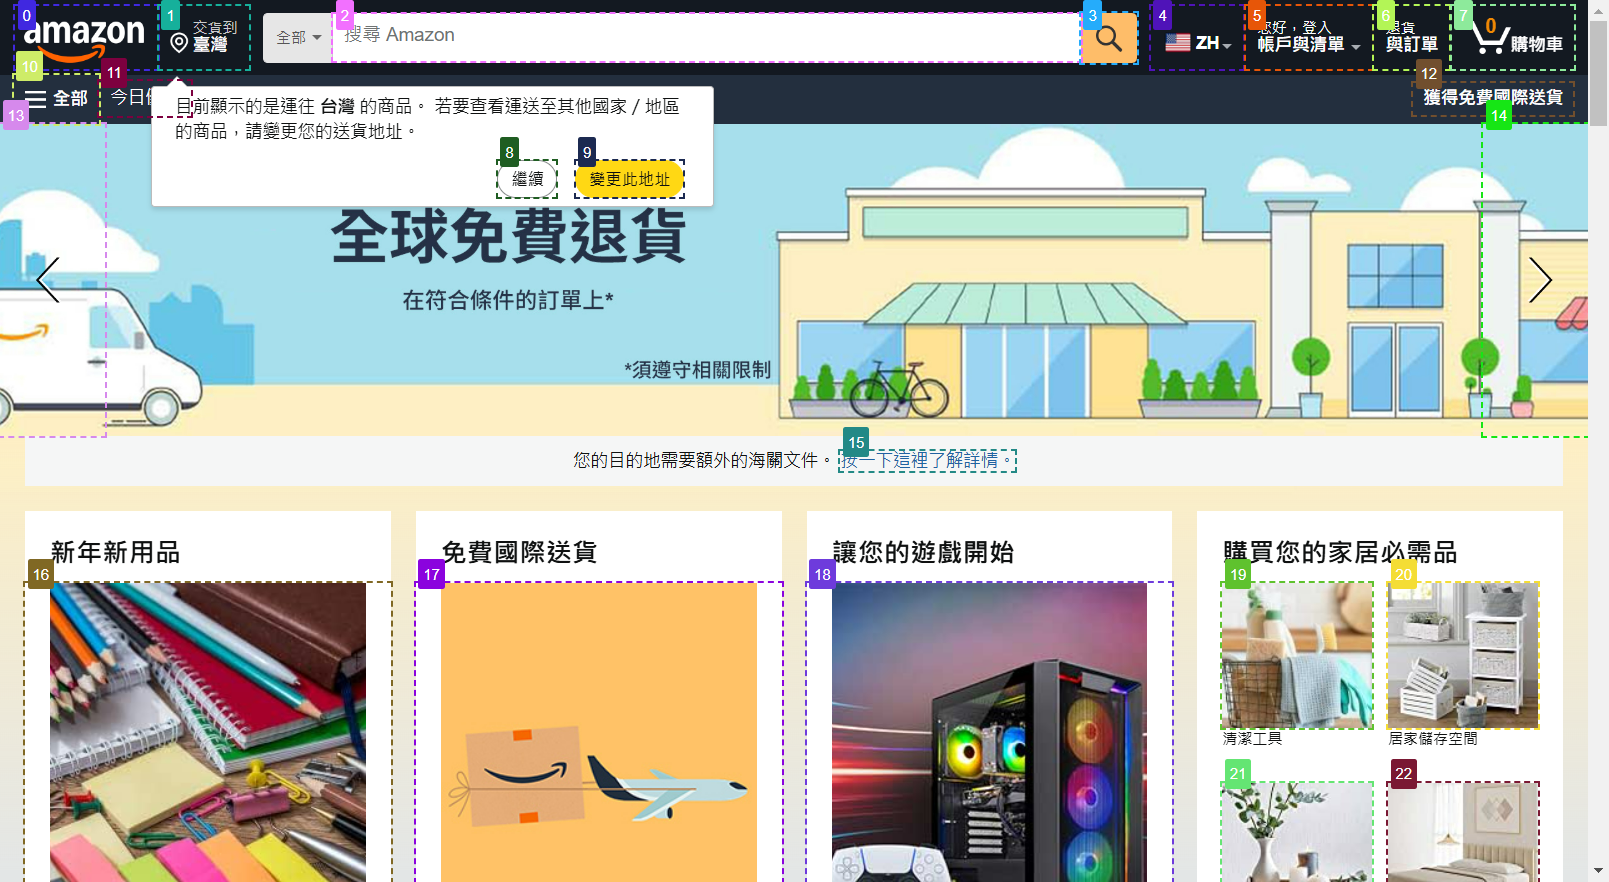 0
amazon
1
交貨到
臺灣
全部
2
搜尋 Amazon
3
4
ZH
5
您好，登入
帳戶與清單
6
退貨
與訂單
7
0
購物車
10
全部
11
今日
12
獲得免費國際送貨
13
14
目前顯示的是運往 台灣 的商品。 若要查看運送至其他國家 / 地區
的商品，請變更您的送貨地址。
8
繼續
9
變更此地址
全球免費退貨
在符合條件的訂單上*
*須遵守相關限制
15
您的目的地需要額外的海關文件。 按一下這裡了解詳情。
新年新用品
16
免費國際送貨
17
讓您的遊戲開始
18
購買您的家居必需品
19
20
清潔工具
居家儲存空間
21
22